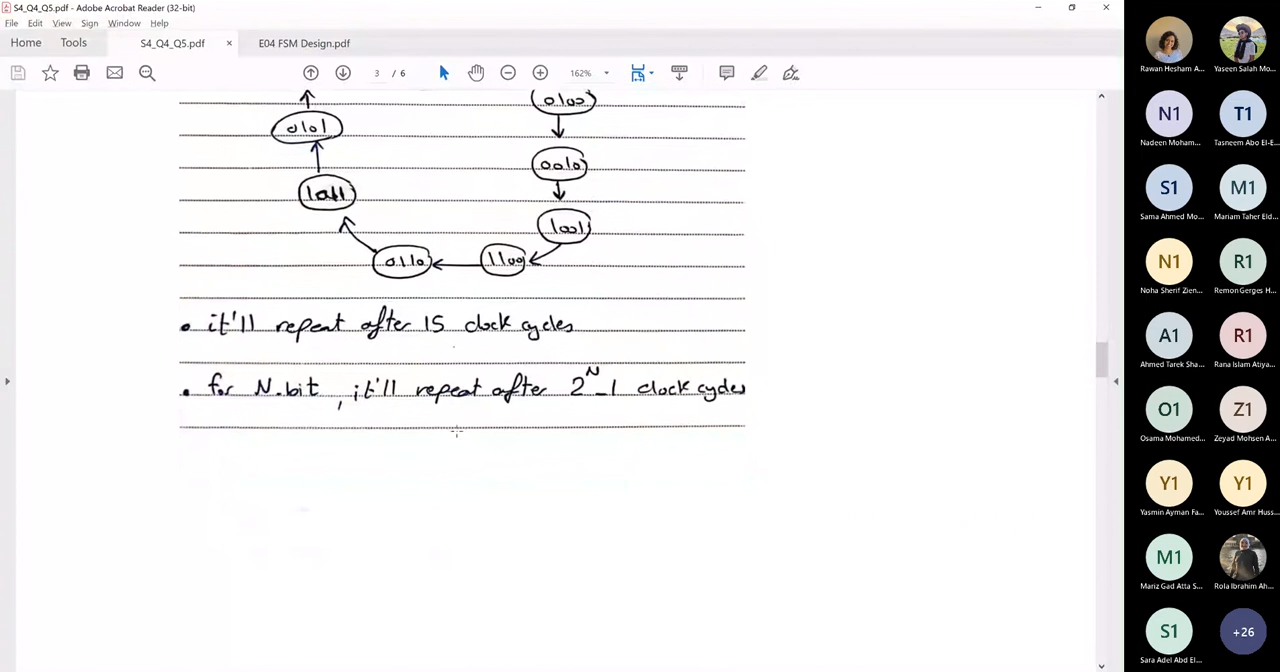 S4_Q4_Q5.pdf - Adobe Acrobat Reader (32-bit)
File Edit View Sign Window Help
Home Tools S4_Q4_Q5.pdf × E04 FSM Design.pdf
3 / 6 162%
0100
0101
0010
1011
1001
0110 1100
• it'll repeat after 15 clock cycles
• for N-bit, it'll repeat after 2^N-1 clock cycles
Rawan Hesham A... Yaseen Salah Mo...
N1 T1
Nadeen Moham... Tasneem Abo El-E...
S1 M1
Sama Ahmed Mo... Mariam Taher Eld...
N1 R1
Noha Sherif Zien... Remon Gerges H...
A1 R1
Ahmed Tarek Sha... Rana Islam Atiya...
O1 Z1
Osama Mohamed... Zeyad Mohsen A...
Y1 Y1
Yasmin Ayman Fa... Youssef Amr Huss...
M1
Mariz Gad Atta S... Rola Ibrahim Ah...
S1 +26
Sara Adel Abd El...